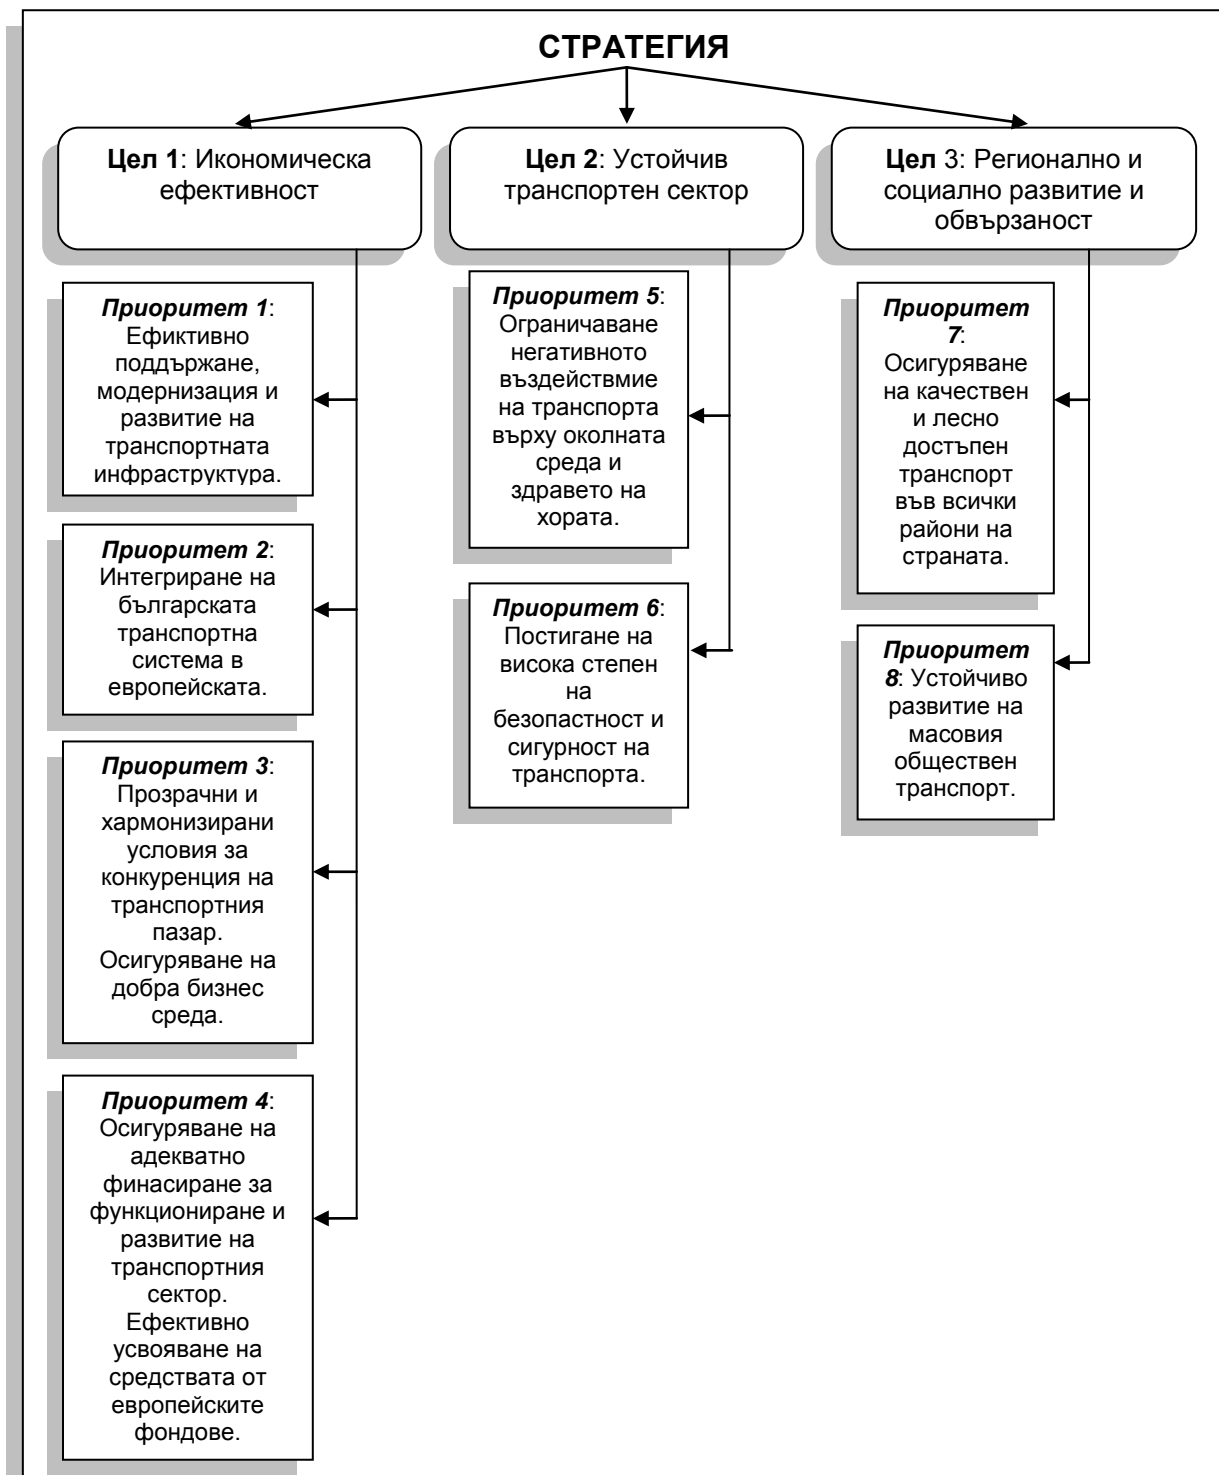 СТРАТЕГИЯ
Цел 1: Икономическа
ефективност
Цел 2: Устойчив
транспортен сектор
Цел 3: Регионално и
социално развитие и
обвързаност
Приоритет 1:
Ефиктивно
поддържане,
модернизация и
развитие на
транспортната
инфраструктура.
Приоритет 2:
Интегриране на
българската
транспортна
система в
европейската.
Приоритет 3:
Прозрачни и
хармонизирани
условия за
конкуренция на
транспортния
пазар.
Осигуряване на
добра бизнес
среда.
Приоритет 4:
Осигуряване на
адекватно
финасиране за
функциониране и
развитие на
транспортния
сектор.
Ефективно
усвояване на
средствата от
европейските
фондове.
Приоритет 5:
Ограничаване
негативното
въздействмие
на транспорта
върху околната
среда и
здравето на
хората.
Приоритет 6:
Постигане на
висока степен
на
безопастност и
сигурност на
транспорта.
Приоритет
7:
Осигуряване
на качествен
и лесно
достъпен
транспорт
във всички
райони на
страната.
Приоритет
8: Устойчиво
развитие на
масовия
обществен
транспорт.